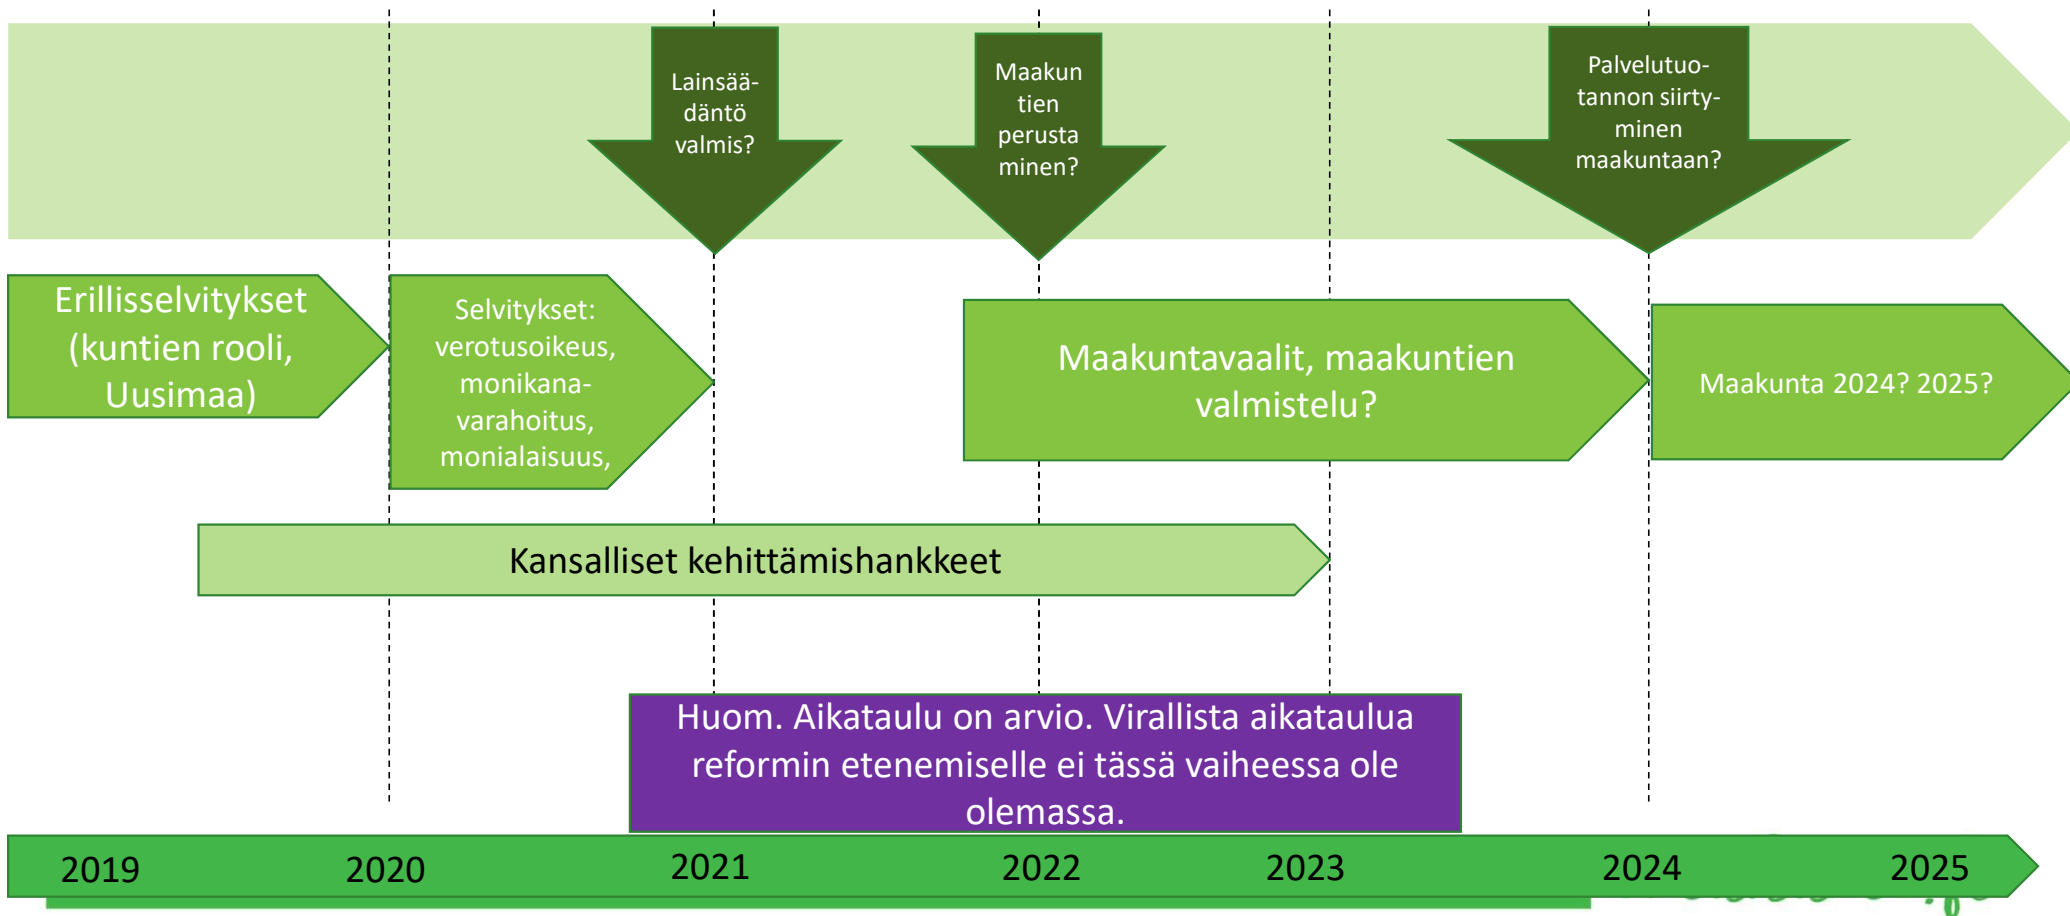 Lainsää-
däntö
valmis?
Maakun
tien
perusta
minen?
Palvelutuo-
tannon siirty-
minen
maakuntaan?
Erillisselvitykset
(kuntien rooli,
Uusimaa)
Selvitykset:
verotusoikeus,
monikana-
varahoitus,
monialaisuus,
Maakuntavaalit, maakuntien
valmistelu?
Maakunta 2024? 2025?
Kansalliset kehittämishankkeet
Huom. Aikataulu on arvio. Virallista aikataulua
reformin etenemiselle ei tässä vaiheessa ole
olemassa.
2019 2020 2021 2022 2023 2024 2025